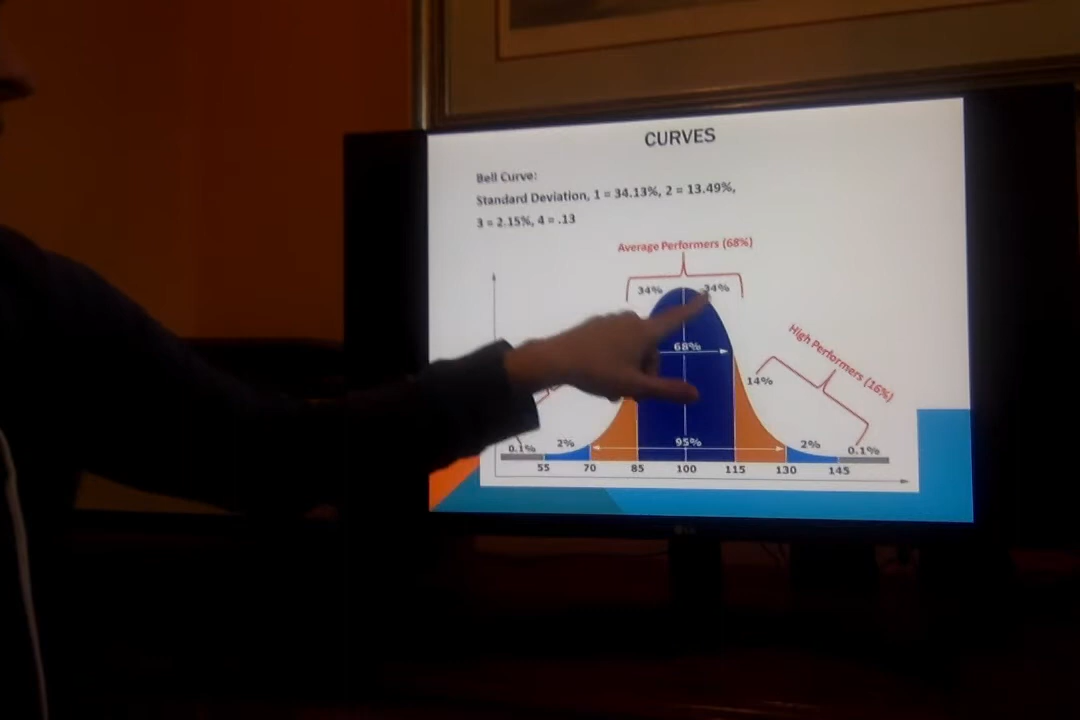 CURVES
Bell Curve:
Standard Deviation, 1 = 34.13%, 2 = 13.49%,
3 = 2.15%, 4 = .13
Average Performers (68%)
34% 34%
High Performers (16%)
68%
14%
95%
0.1% 2% 2% 0.1%
55 70 85 100 115 130 145
LG